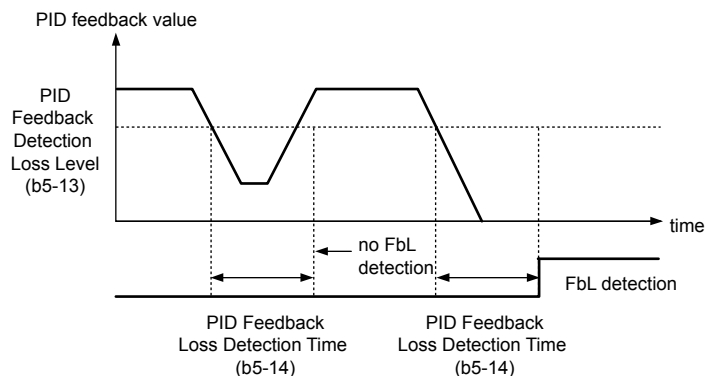 PID feedback value
PID
Feedback
Detection
Loss Level
(b5-13)
time
no FbL
detection
FbL detection
PID Feedback
Loss Detection Time
(b5-14)
PID Feedback
Loss Detection Time
(b5-14)